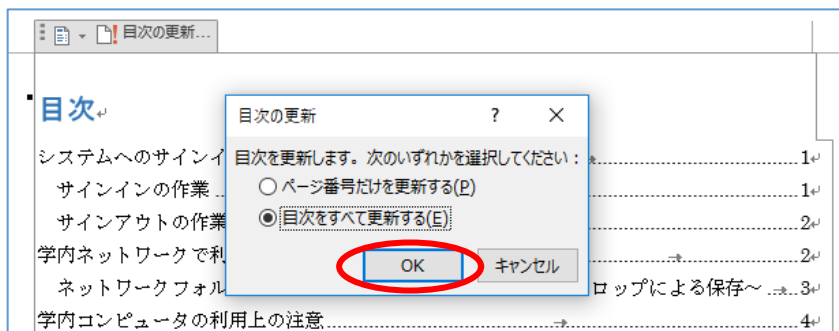 目次の更新...
目次
目次の更新 ? ×
システムへのサインイ 目次を更新します。次のいずれかを選択してください: 1
サインインの作業 ページ番号だけを更新する(P) 1
サインアウトの作業 目次をすべて更新する(E) 2
学内ネットワークで利 OK キャンセル 2
ネットワークフォル ロップによる保存～ 3
学内コンピュータの利用上の注意 4